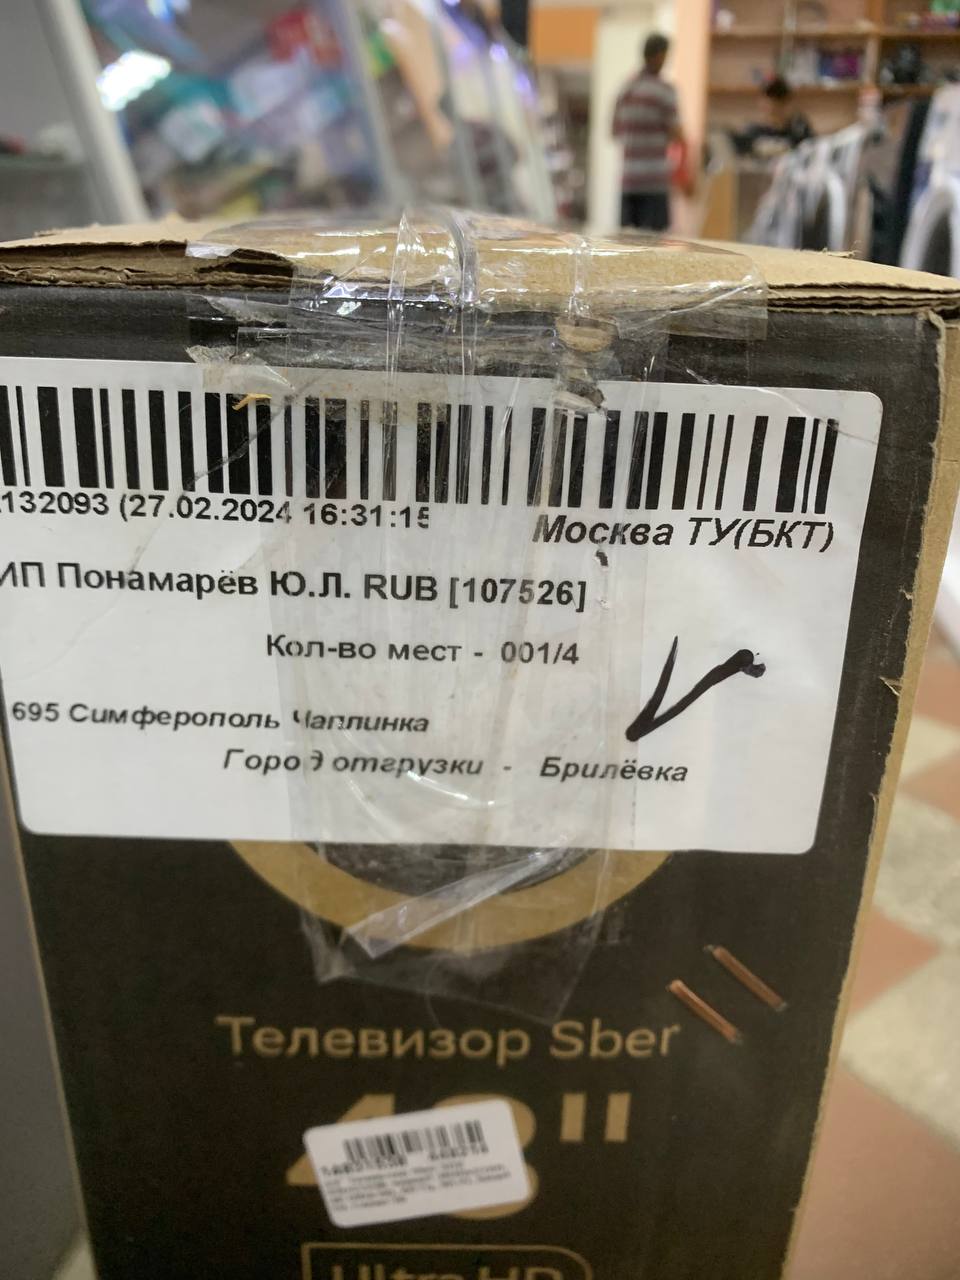 132093 (27.02.2024 16:31:15
Москва ТУ(БКТ)
ИП Понамарёв Ю.Л. RUB [107526]
Кол-во мест - 001/4
695 Симферополь Чаплинка
Город отгрузки - Брилёвка
Телевизор Sber
Ultra HD